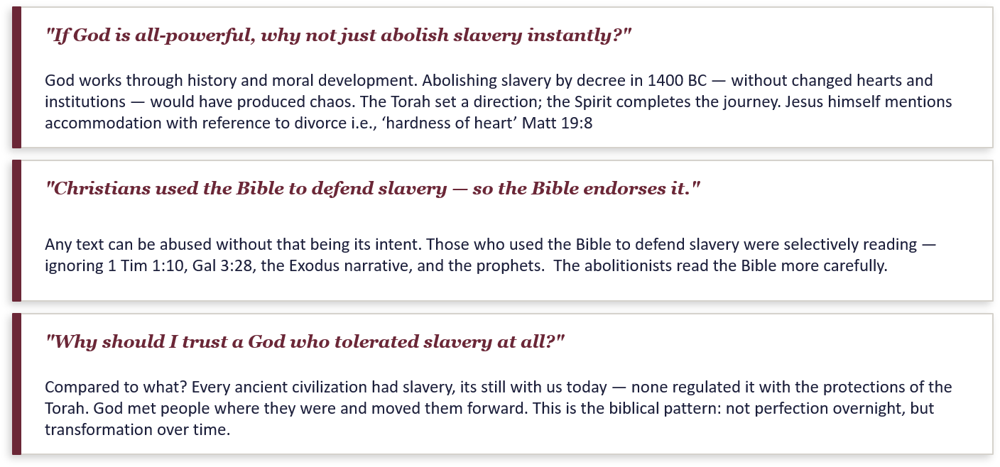 "If God is all-powerful, why not just abolish slavery instantly?"
God works through history and moral development. Abolishing slavery by decree in 1400 BC — without changed hearts and
institutions — would have produced chaos. The Torah set a direction; the Spirit completes the journey. Jesus himself mentions
accommodation with reference to divorce i.e., ‘hardness of heart’ Matt 19:8
"Christians used the Bible to defend slavery — so the Bible endorses it."
Any text can be abused without that being its intent. Those who used the Bible to defend slavery were selectively reading —
ignoring 1 Tim 1:10, Gal 3:28, the Exodus narrative, and the prophets.  The abolitionists read the Bible more carefully.
"Why should I trust a God who tolerated slavery at all?"
Compared to what? Every ancient civilization had slavery, its still with us today — none regulated it with the protections of the
Torah. God met people where they were and moved them forward. This is the biblical pattern: not perfection overnight, but
transformation over time.